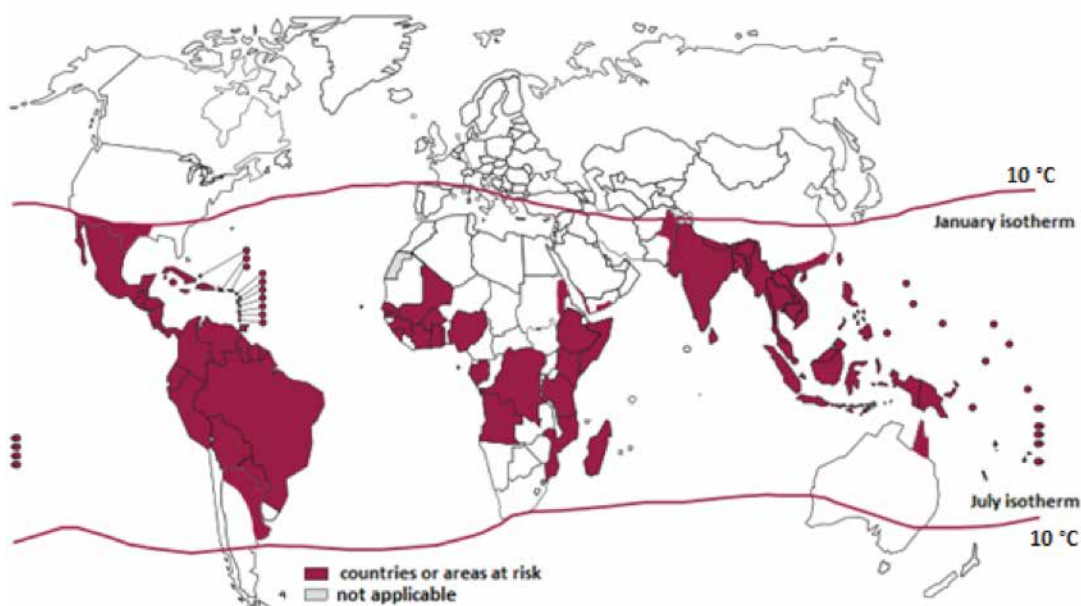 10 °C
January isotherm
July isotherm
10 °C
countries or areas at risk
not applicable